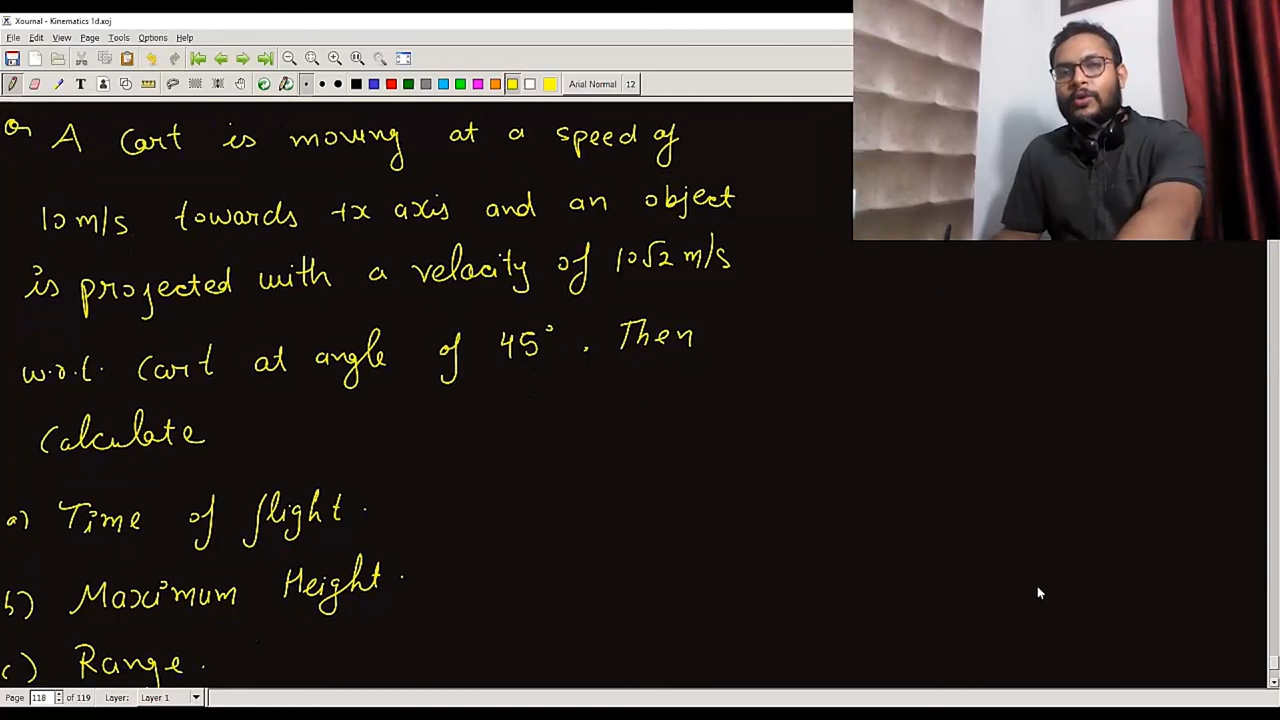 Xournal - Kinematics 1d.xoj
File Edit View Page Tools Options Help
Arial Normal 12
Q A Cart is moving at a speed of
10 m/s towards +x axis and an object
is projected with a velocity of 10√2 m/s
w.r.t. Cart at angle of 45°. Then
Calculate
a) Time of flight.
b) Maximum Height.
c) Range.
Page 118 of 119 Layer: Layer 1